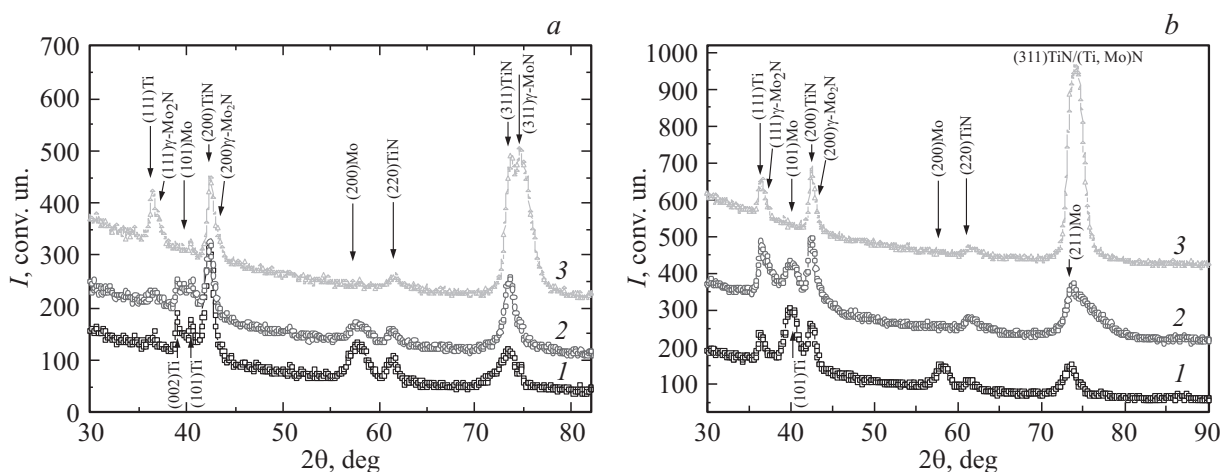 a
I, conv. un.
700
600
500
400
300
200
100
0
30
40
50
60
70
80
2θ, deg
(111)Ti
(111)γ-Mo₂N
(101)Mo
(200)TiN
(200)γ-Mo₂N
(200)Mo
(220)TiN
(311)TiN
(311)γ-MoN
(002)Ti
(101)Ti
3
2
1
b
I, conv. un.
1000
900
800
700
600
500
400
300
200
100
30
40
50
60
70
80
90
2θ, deg
(111)Ti
(111)γ-Mo₂N
(101)Mo
(200)TiN
(200)γ-Mo₂N
(200)Mo
(220)TiN
(311)TiN/(Ti, Mo)N
(211)Mo
(101)Ti
3
2
1